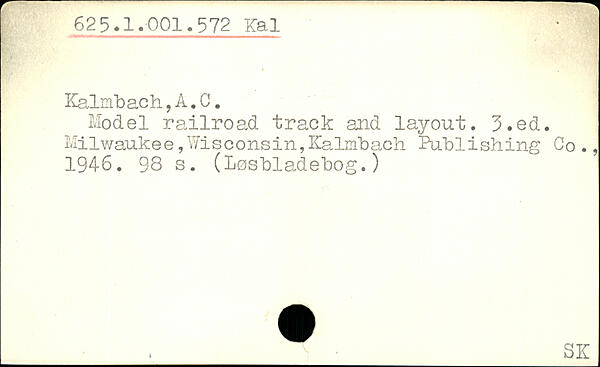 625.1.001.572 Kal
Kalmbach,A.C.
Model railroad track and layout. 3.ed.
Milwaukee,Wisconsin,Kalmbach Publishing Co.,
1946. 98 s. (Løsbladebog.)
SK